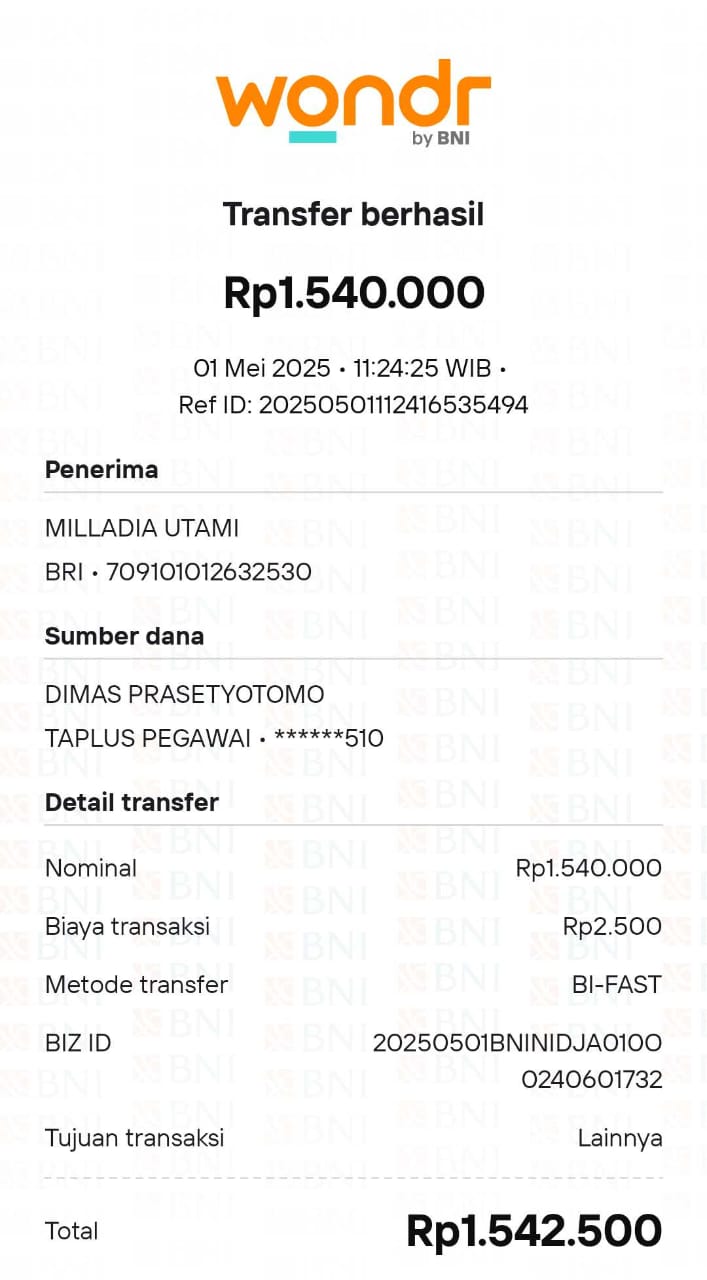 wondr
by BNI
Transfer berhasil
Rp1.540.000
01 Mei 2025 • 11:24:25 WIB •
Ref ID: 20250501112416535494
Penerima
MILLADIA UTAMI
BRI • 709101012632530
Sumber dana
DIMAS PRASETYOTOMO
TAPLUS PEGAWAI • ******510
Detail transfer
Nominal Rp1.540.000
Biaya transaksi Rp2.500
Metode transfer BI-FAST
BIZ ID 20250501BNINIDJA010O
0240601732
Tujuan transaksi Lainnya
Total Rp1.542.500